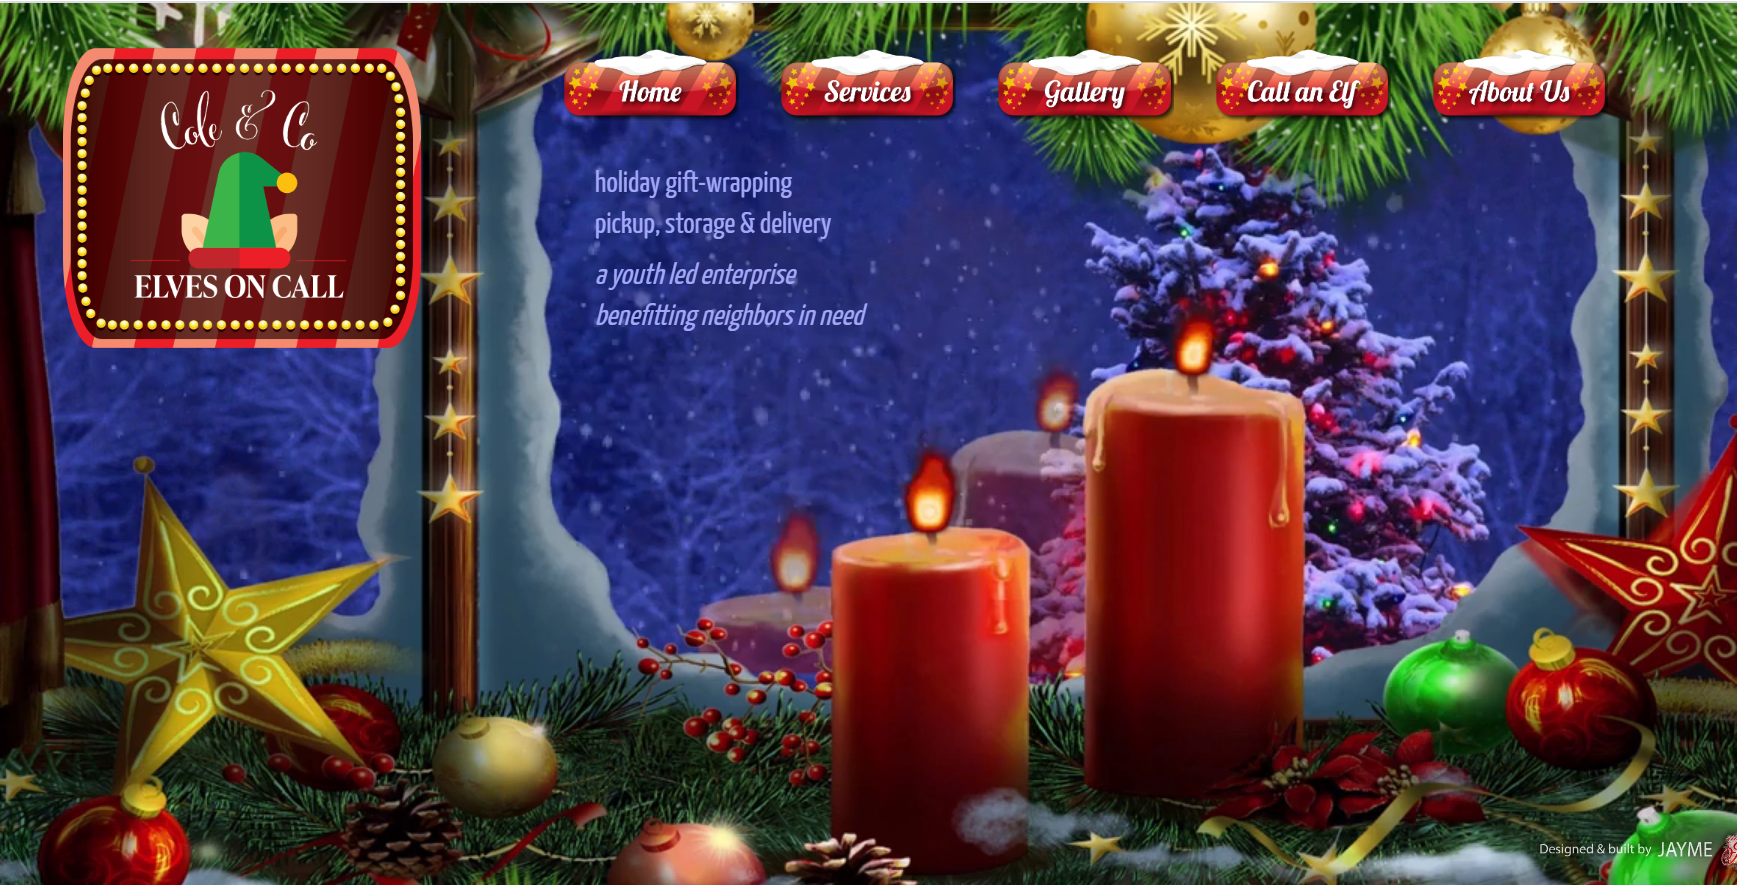 Cole & Co
ELVES ON CALL
Home
Services
Gallery
Call an Elf
About Us
holiday gift-wrapping
pickup, storage & delivery
a youth led enterprise
benefitting neighbors in need
Designed & built by JAYME